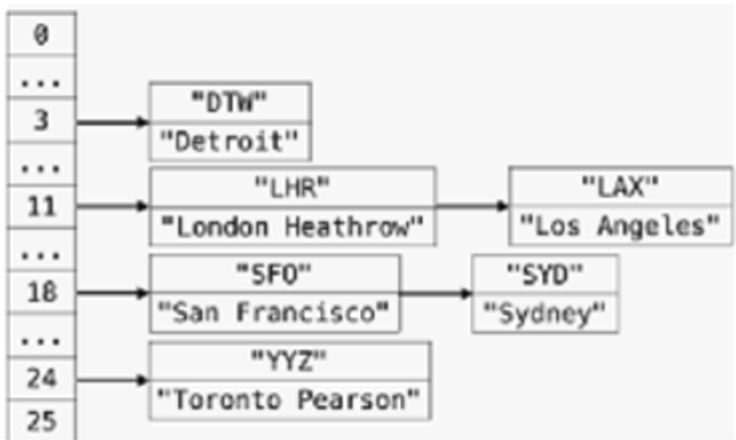 0
...
3 "DTW"
"Detroit"
...
11 "LHR" "LAX"
"London Heathrow" "Los Angeles"
...
18 "SFO" "SYD"
"San Francisco" "Sydney"
...
24 "YYZ"
"Toronto Pearson"
25